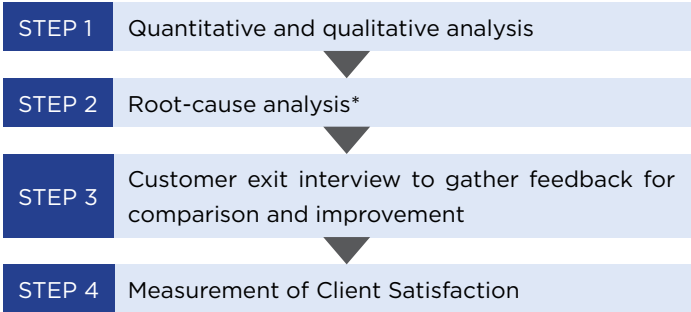 STEP 1 Quantitative and qualitative analysis
STEP 2 Root-cause analysis*
STEP 3 Customer exit interview to gather feedback for
comparison and improvement
STEP 4 Measurement of Client Satisfaction